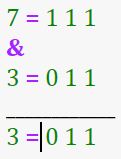 7 = 1 1 1
&
3 = 0 1 1
3 = 0 1 1